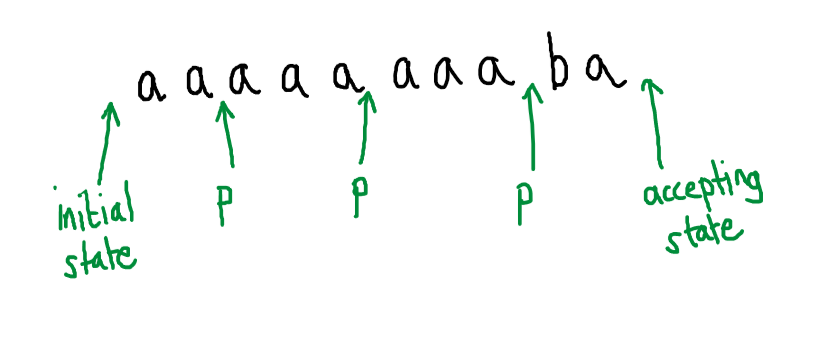 a a a a a a a a b a
initial state
P
P
P
accepting state